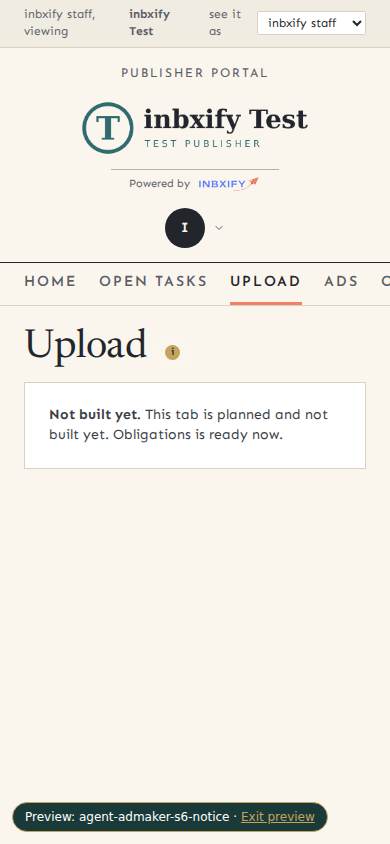 inbxify staff, viewing inbxify Test see it as inbxify staff
PUBLISHER PORTAL
T inbxify Test
TEST PUBLISHER
Powered by INBXIFY
I
HOME OPEN TASKS UPLOAD ADS
Upload i
Not built yet. This tab is planned and not
built yet. Obligations is ready now.
Preview: agent-admaker-s6-notice · Exit preview